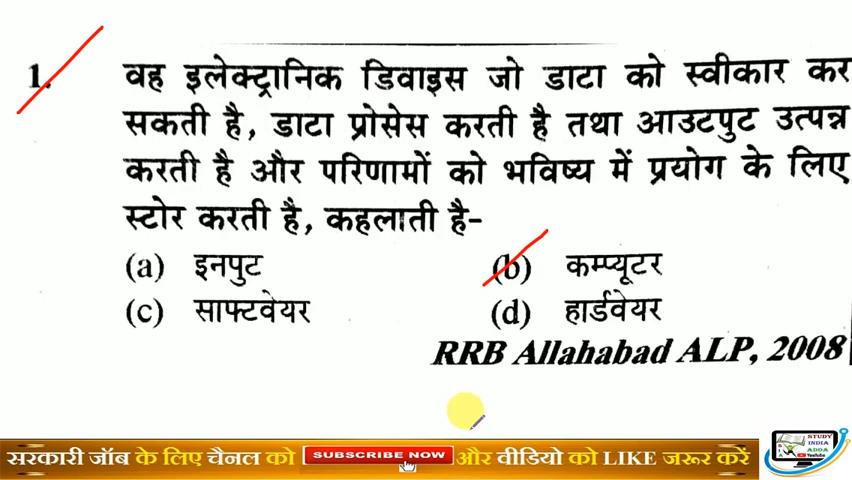 1. वह इलेक्ट्रानिक डिवाइस जो डाटा को स्वीकार कर
सकती है, डाटा प्रोसेस करती है तथा आउटपुट उत्पन्न
करती है और परिणामों को भविष्य में प्रयोग के लिए
स्टोर करती है, कहलाती है-
(a) इनपुट (b) कम्प्यूटर
(c) साफ्टवेयर (d) हार्डवेयर
RRB Allahabad ALP, 2008
सरकारी जॉब के लिए चैनल को SUBSCRIBE NOW और वीडियो को LIKE जरूर करें
STUDY
INDIA
ADDA
YouTube